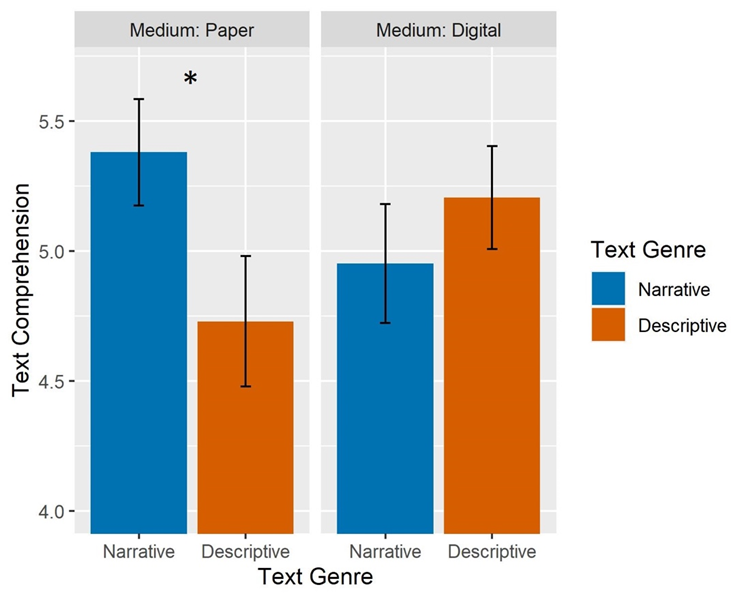 Medium: Paper
Medium: Digital
*
5.5
5.0
4.5
4.0
Text Comprehension
Narrative
Descriptive
Narrative
Descriptive
Text Genre
Text Genre
Narrative
Descriptive